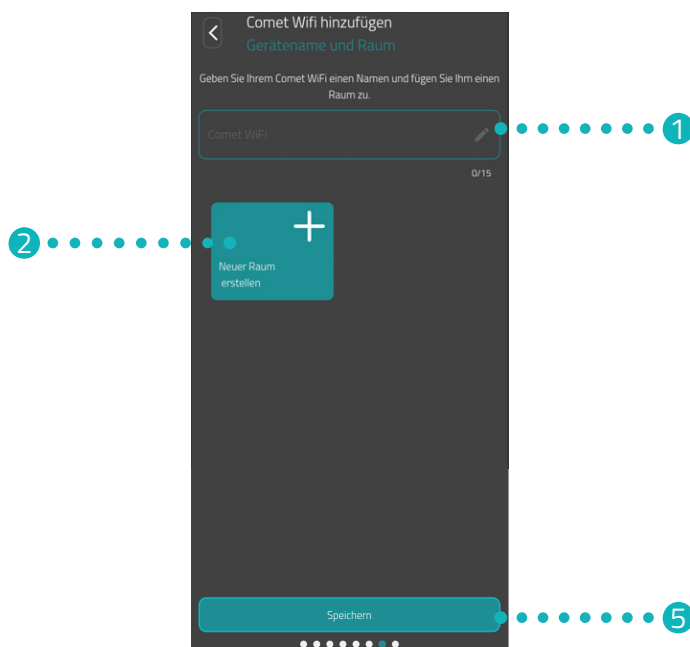 Comet Wifi hinzufügen
Gerätename und Raum
Geben Sie Ihrem Comet WiFi einen Namen und fügen Sie Ihm einen
Raum zu.
Comet WiFi
1
0/15
2
Neuer Raum
erstellen
Speichern
5